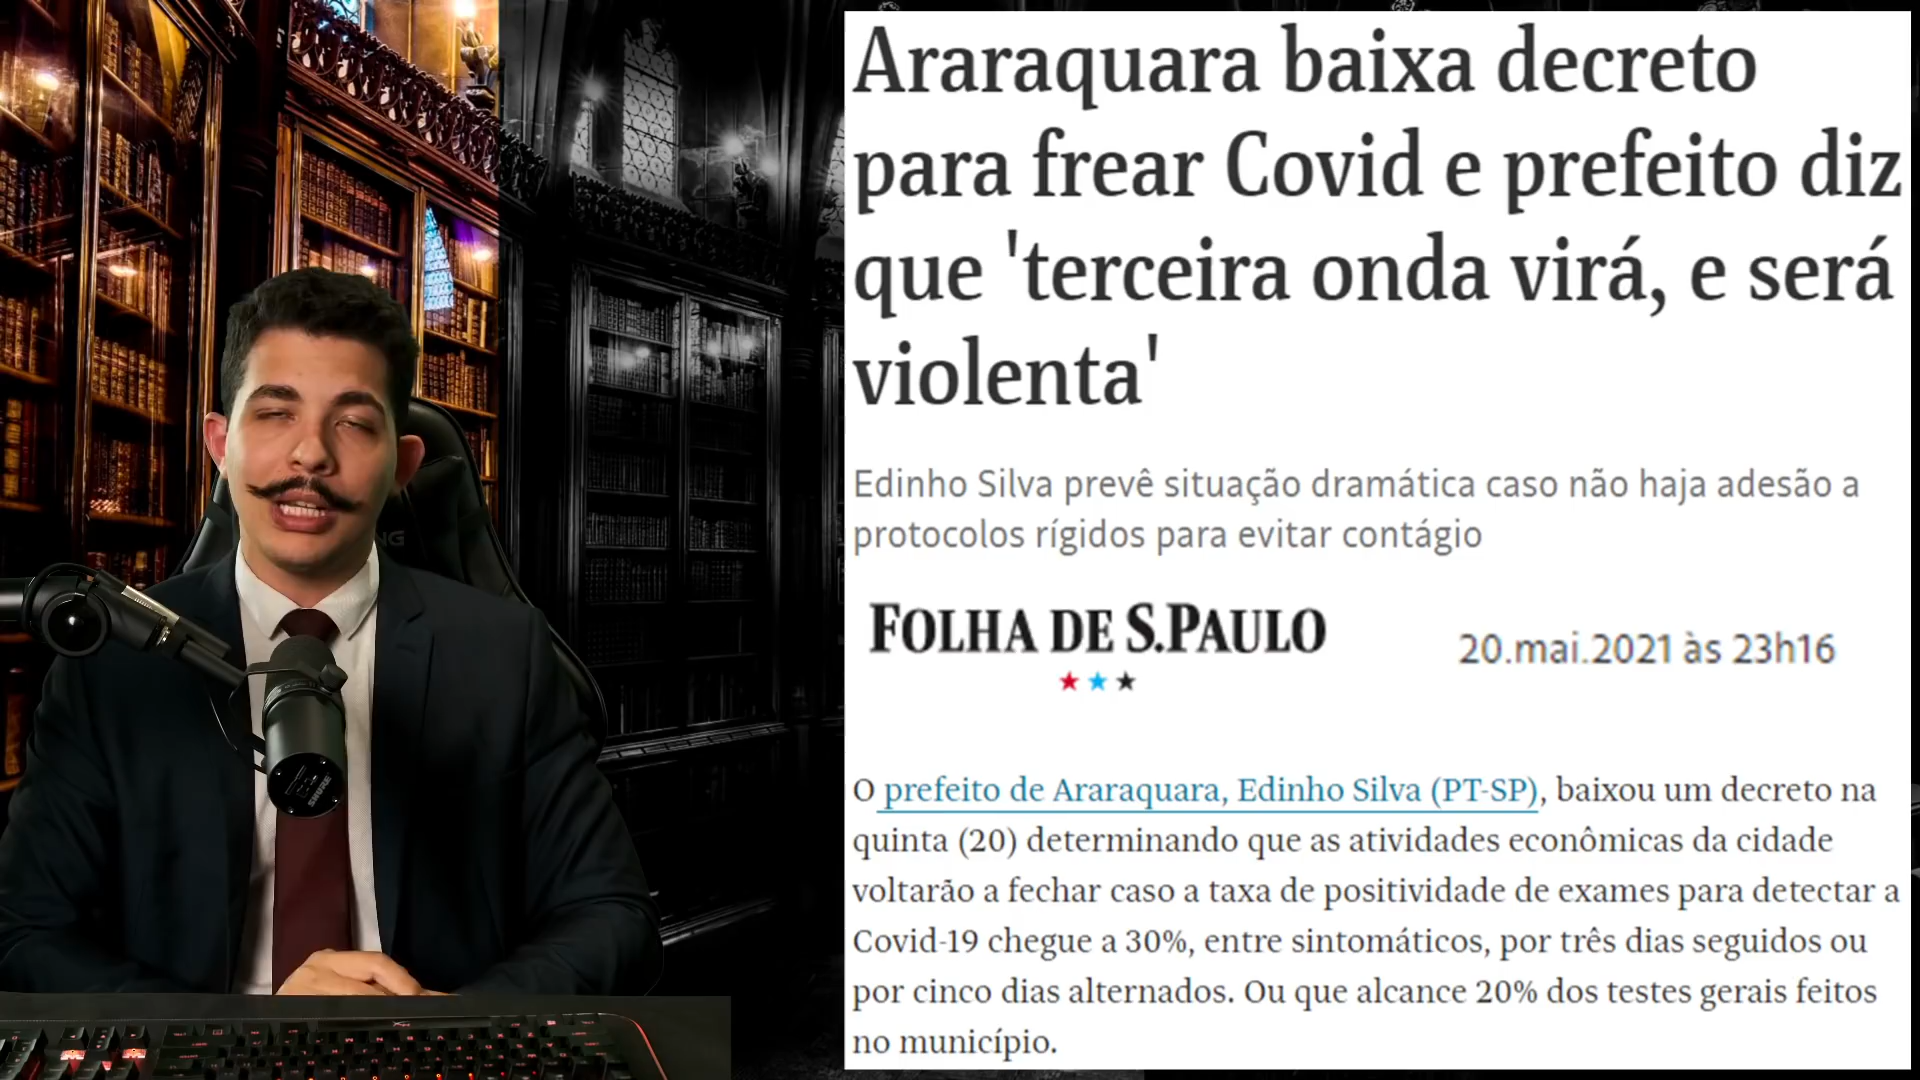 Araraquara baixa decreto
para frear Covid e prefeito diz
que 'terceira onda virá, e será
violenta'
Edinho Silva prevê situação dramática caso não haja adesão a
protocolos rígidos para evitar contágio
FOLHA DE S.PAULO
20.mai.2021 às 23h16
O prefeito de Araraquara, Edinho Silva (PT-SP), baixou um decreto na
quinta (20) determinando que as atividades econômicas da cidade
voltarão a fechar caso a taxa de positividade de exames para detectar a
Covid-19 chegue a 30%, entre sintomáticos, por três dias seguidos ou
por cinco dias alternados. Ou que alcance 20% dos testes gerais feitos
no município.
NG
SHURE